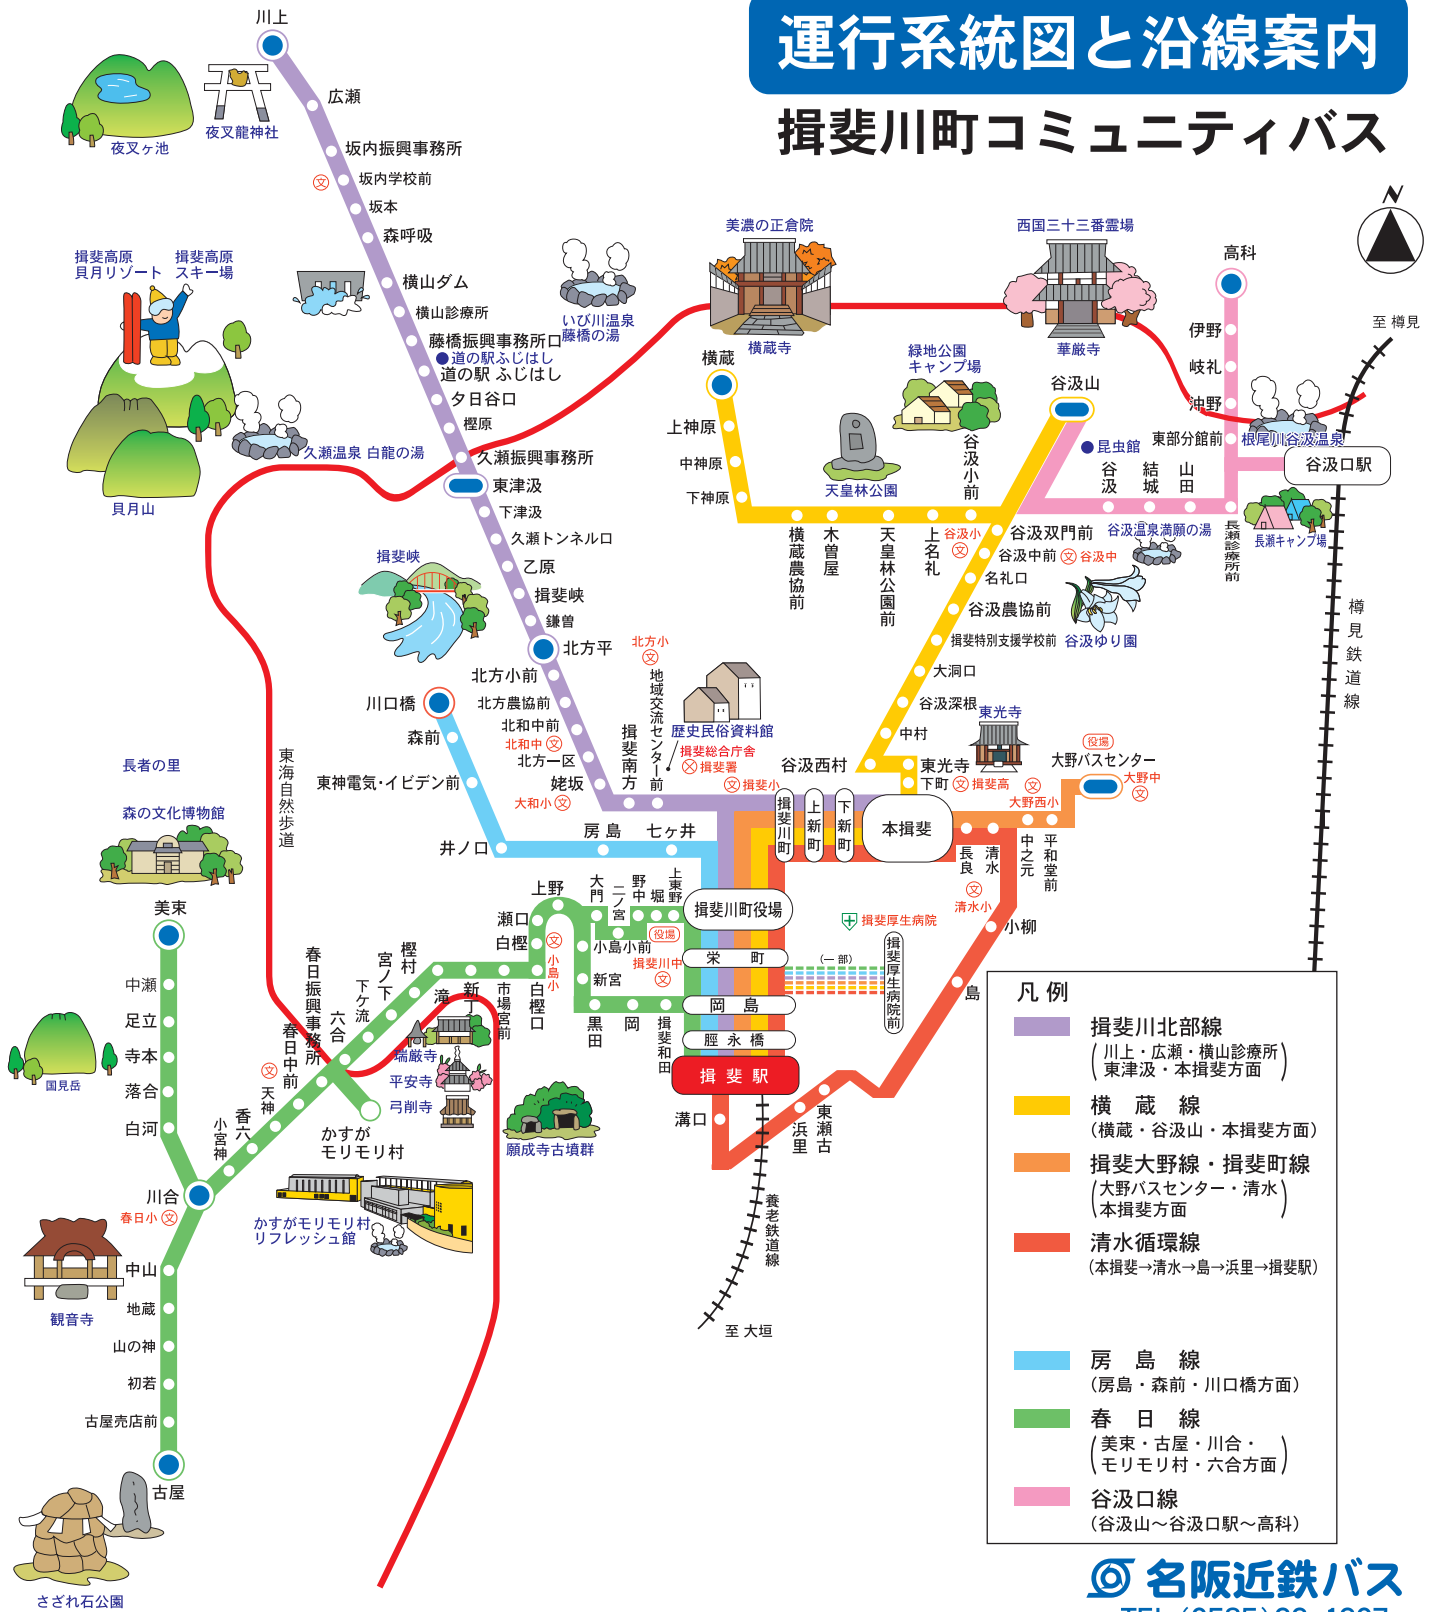 運行系統図と沿線案内
揖斐川町コミュニティバス
川上
広瀬
坂内振興事務所
文
坂内学校前
坂本
森呼吸
横山ダム
横山診療所
藤橋振興事務所口
道の駅ふじはし
道の駅 ふじはし
夕日谷口
樫原
久瀬振興事務所
東津汲
下津汲
久瀬トンネル口
乙原
揖斐峡
鎌曽
北方平
北方小前
北方農協前
北和中前
北和中 文
北方一区
姥坂
大和小 文
揖斐南方
北方小
文
地域交流センター前
夜叉ヶ池
夜叉龍神社
揖斐高原
貝月リゾート
揖斐高原
スキー場
貝月山
久瀬温泉 白龍の湯
いび川温泉
藤橋の湯
揖斐峡
美濃の正倉院
横蔵寺
西国三十三番霊場
華厳寺
横蔵
上神原
中神原
下神原
横蔵農協前
木曽屋
天皇林公園前
上名礼
谷汲小
文
谷汲小前
天皇林公園
緑地公園
キャンプ場
谷汲山
昆虫館
谷汲
結城
山田
長瀬診療所前
高科
伊野
岐礼
沖野
東部分館前
根尾川谷汲温泉
谷汲口駅
至 樽見
樽見鉄道線
長瀬キャンプ場
谷汲温泉満願の湯
谷汲双門前
谷汲中前 文 谷汲中
名礼口
谷汲農協前
揖斐特別支援学校前
谷汲ゆり園
大洞口
谷汲深根
中村
谷汲西村
東光寺
東光寺
下町 文 揖斐高
役場
大野バスセンター
大野中
文
文
大野西小
中之元
平和堂前
長良
清水
文
清水小
小柳
島
川口橋
森前
東神電気・イビデン前
井ノ口
房島
七ヶ井
歴史民俗資料館
揖斐総合庁舎
揖斐署
文 揖斐小
揖斐川町
上新町
下新町
本揖斐
揖斐川町役場
栄町
岡島
脛永橋
揖斐駅
溝口
浜里
東瀬古
養老鉄道線
至 大垣
揖斐厚生病院
(一部)
揖斐厚生病院前
上野
瀬口
白樫
文
小島小
白樫口
大門
二ノ宮
野中
堀
上東野
役場
小島小前
新宮
揖斐川中
文
黒田
岡
揖斐和田
市場宮前
新丁
滝
樫村
宮ノ下
下ケ流
六合
春日振興事務所
春日中前
文
天神
香六
小宮神
川合
春日小 文
かすが
モリモリ村
かすがモリモリ村
リフレッシュ館
瑞厳寺
平安寺
弓削寺
願成寺古墳群
東海自然歩道
長者の里
森の文化博物館
美束
中瀬
足立
寺本
落合
白河
国見岳
中山
地蔵
山の神
初若
古屋売店前
古屋
観音寺
さざれ石公園
凡例
揖斐川北部線
(川上・広瀬・横山診療所
東津汲・本揖斐方面)
横蔵線
(横蔵・谷汲山・本揖斐方面)
揖斐大野線・揖斐町線
(大野バスセンター・清水
本揖斐方面)
清水循環線
(本揖斐→清水→島→浜里→揖斐駅)
房島線
(房島・森前・川口橋方面)
春日線
(美束・古屋・川合・
モリモリ村・六合方面)
谷汲口線
(谷汲山～谷汲口駅～高科)
名阪近鉄バス